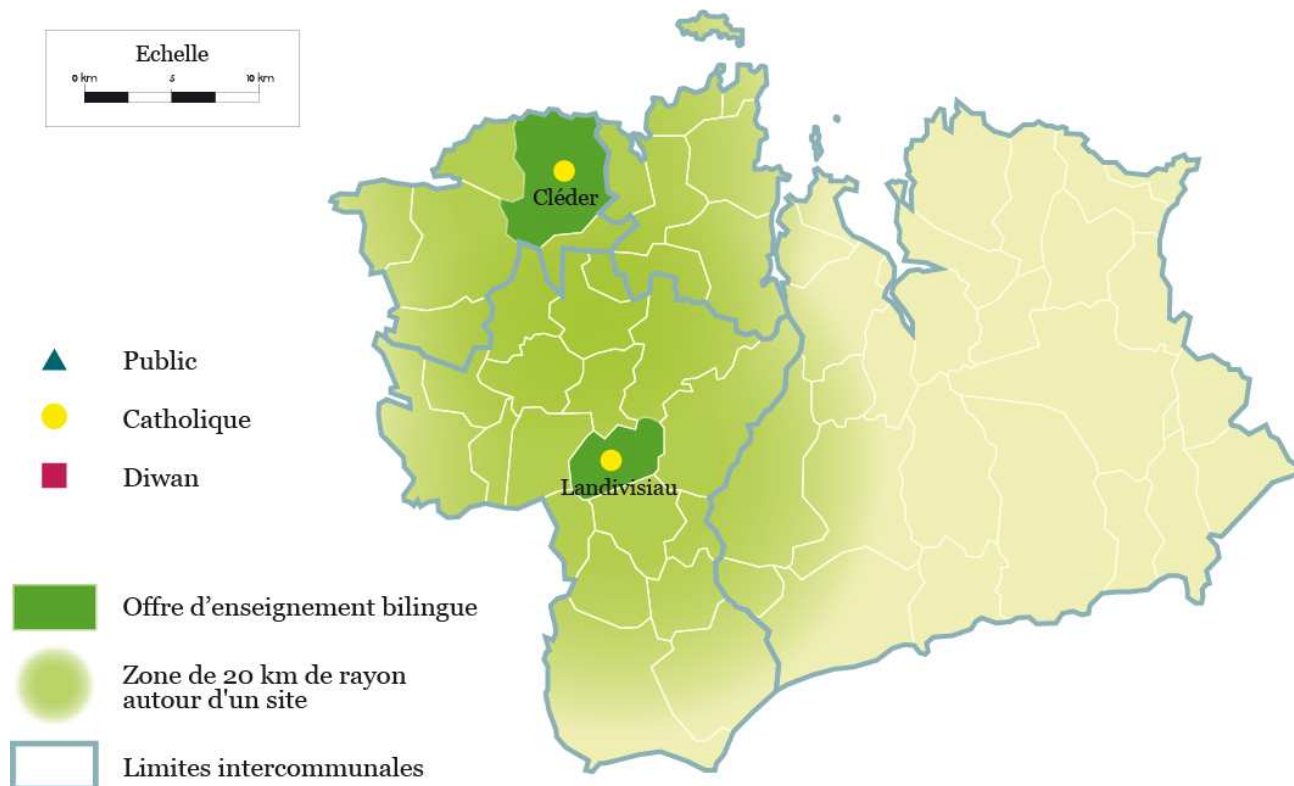 Echelle
0 km 5 10 km
Cléder
Public
Catholique
Diwan
Landivisiau
Offre d’enseignement bilingue
Zone de 20 km de rayon
autour d'un site
Limites intercommunales